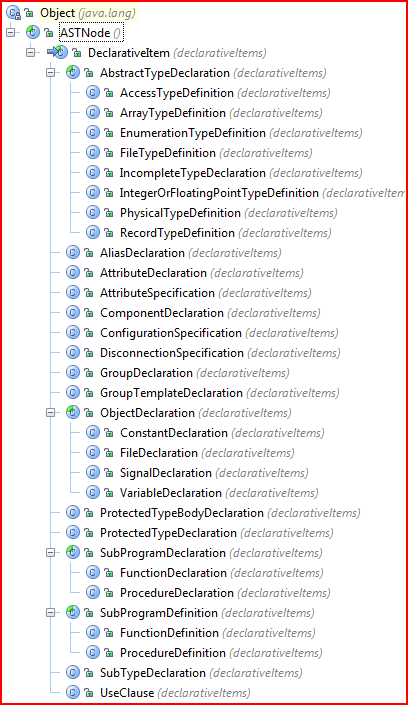 Object (java.lang)
ASTNode ()
DeclarativeItem (declarativeItems)
AbstractTypeDeclaration (declarativeItems)
AccessTypeDefinition (declarativeItems)
ArrayTypeDefinition (declarativeItems)
EnumerationTypeDefinition (declarativeItems)
FileTypeDefinition (declarativeItems)
IncompleteTypeDeclaration (declarativeItems)
IntegerOrFloatingPointTypeDefinition (declarativeItems)
PhysicalTypeDefinition (declarativeItems)
RecordTypeDefinition (declarativeItems)
AliasDeclaration (declarativeItems)
AttributeDeclaration (declarativeItems)
AttributeSpecification (declarativeItems)
ComponentDeclaration (declarativeItems)
ConfigurationSpecification (declarativeItems)
DisconnectionSpecification (declarativeItems)
GroupDeclaration (declarativeItems)
GroupTemplateDeclaration (declarativeItems)
ObjectDeclaration (declarativeItems)
ConstantDeclaration (declarativeItems)
FileDeclaration (declarativeItems)
SignalDeclaration (declarativeItems)
VariableDeclaration (declarativeItems)
ProtectedTypeBodyDeclaration (declarativeItems)
ProtectedTypeDeclaration (declarativeItems)
SubProgramDeclaration (declarativeItems)
FunctionDeclaration (declarativeItems)
ProcedureDeclaration (declarativeItems)
SubProgramDefinition (declarativeItems)
FunctionDefinition (declarativeItems)
ProcedureDefinition (declarativeItems)
SubTypeDeclaration (declarativeItems)
UseClause (declarativeItems)